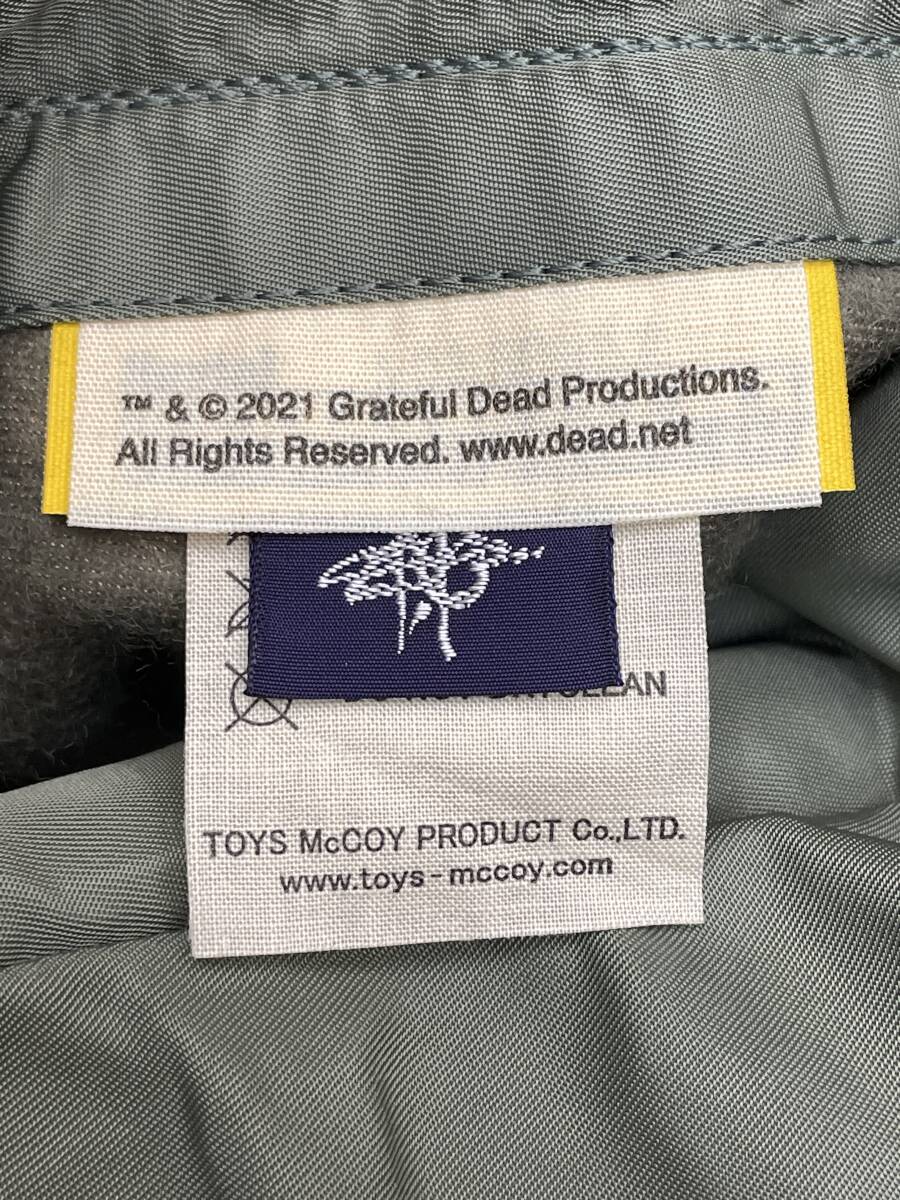 ™ & © 2021 Grateful Dead Productions.
All Rights Reserved. www.dead.net
CLEAN
TOYS McCOY PRODUCT Co.,LTD.
www.toys-mccoy.com